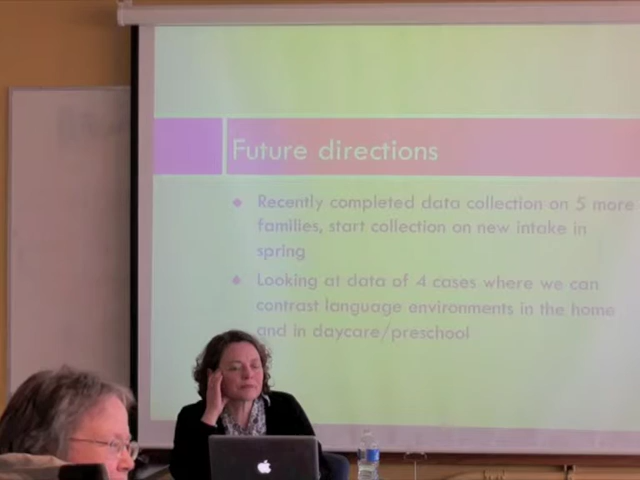 Future directions
Recently completed data collection on 5 more
families, start collection on new intake in
spring
Looking at data of 4 cases where we can
contrast language environments in the home
and in daycare/preschool